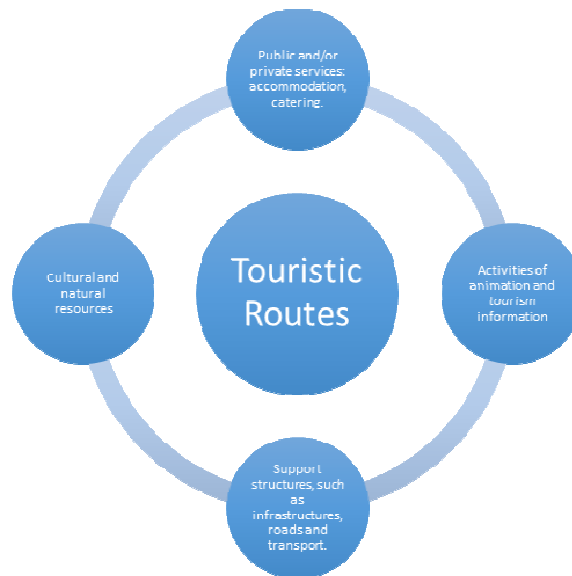 Public and/or
private services:
accommodation,
catering.
Touristic
Routes
Cultural and
natural
resources
Activities of
animation and
tourism
information
Support
structures, such
as
infrastructures,
roads and
transport.